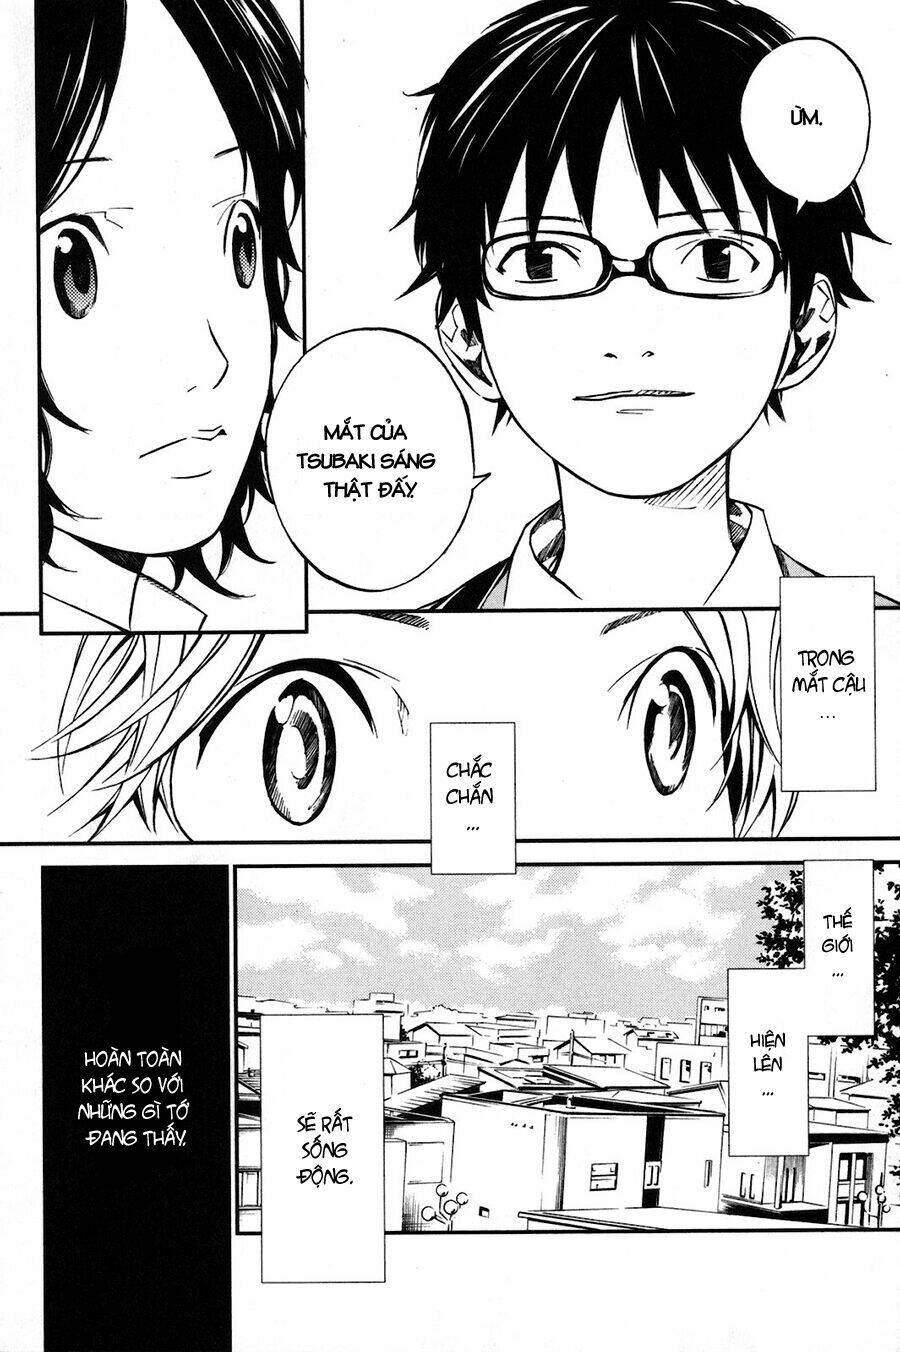 ỪM.
MẮT CỦA
TSUBAKI SÁNG
THẬT ĐẤY.
TRONG
MẮT CẬU
...
CHẮC
CHẮN
...
THẾ
GIỚI
...
HIỆN
LÊN
...
SẼ RẤT
SỐNG
ĐỘNG.
HOÀN TOÀN
KHÁC SO VỚI
NHỮNG GÌ TỚ
ĐANG THẤY.